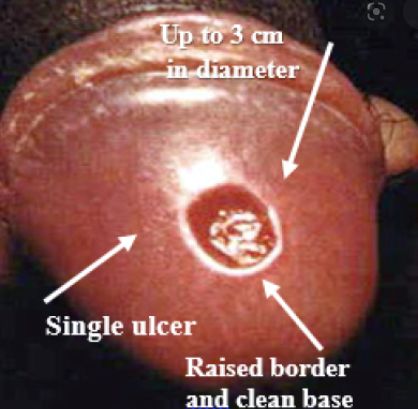 Up to 3 cm
in diameter
Single ulcer
Raised border
and clean base